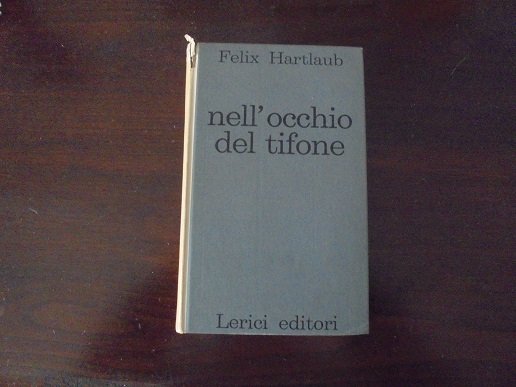 Felix Hartlaub
nell'occhio
del tifone
Lerici editori